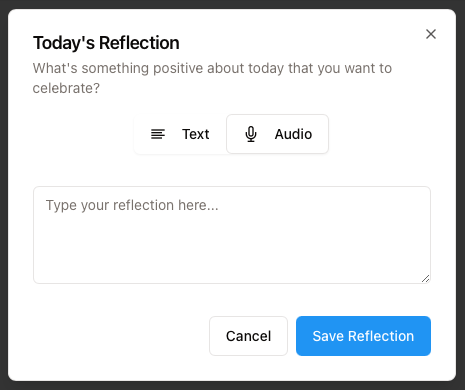 Today's Reflection
What's something positive about today that you want to
celebrate?
Text Audio
Type your reflection here...
Cancel Save Reflection